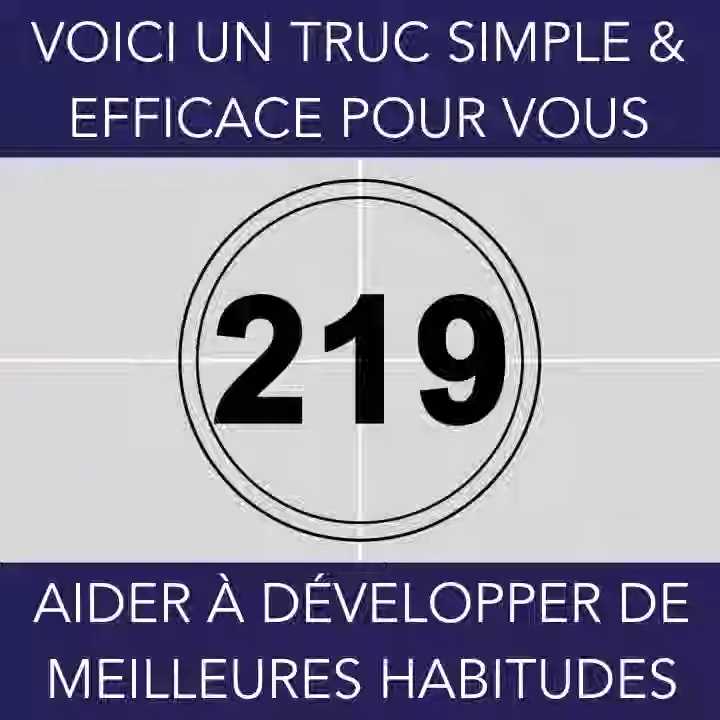 VOICI UN TRUC SIMPLE &
EFFICACE POUR VOUS
219
AIDER À DÉVELOPPER DE
MEILLEURES HABITUDES